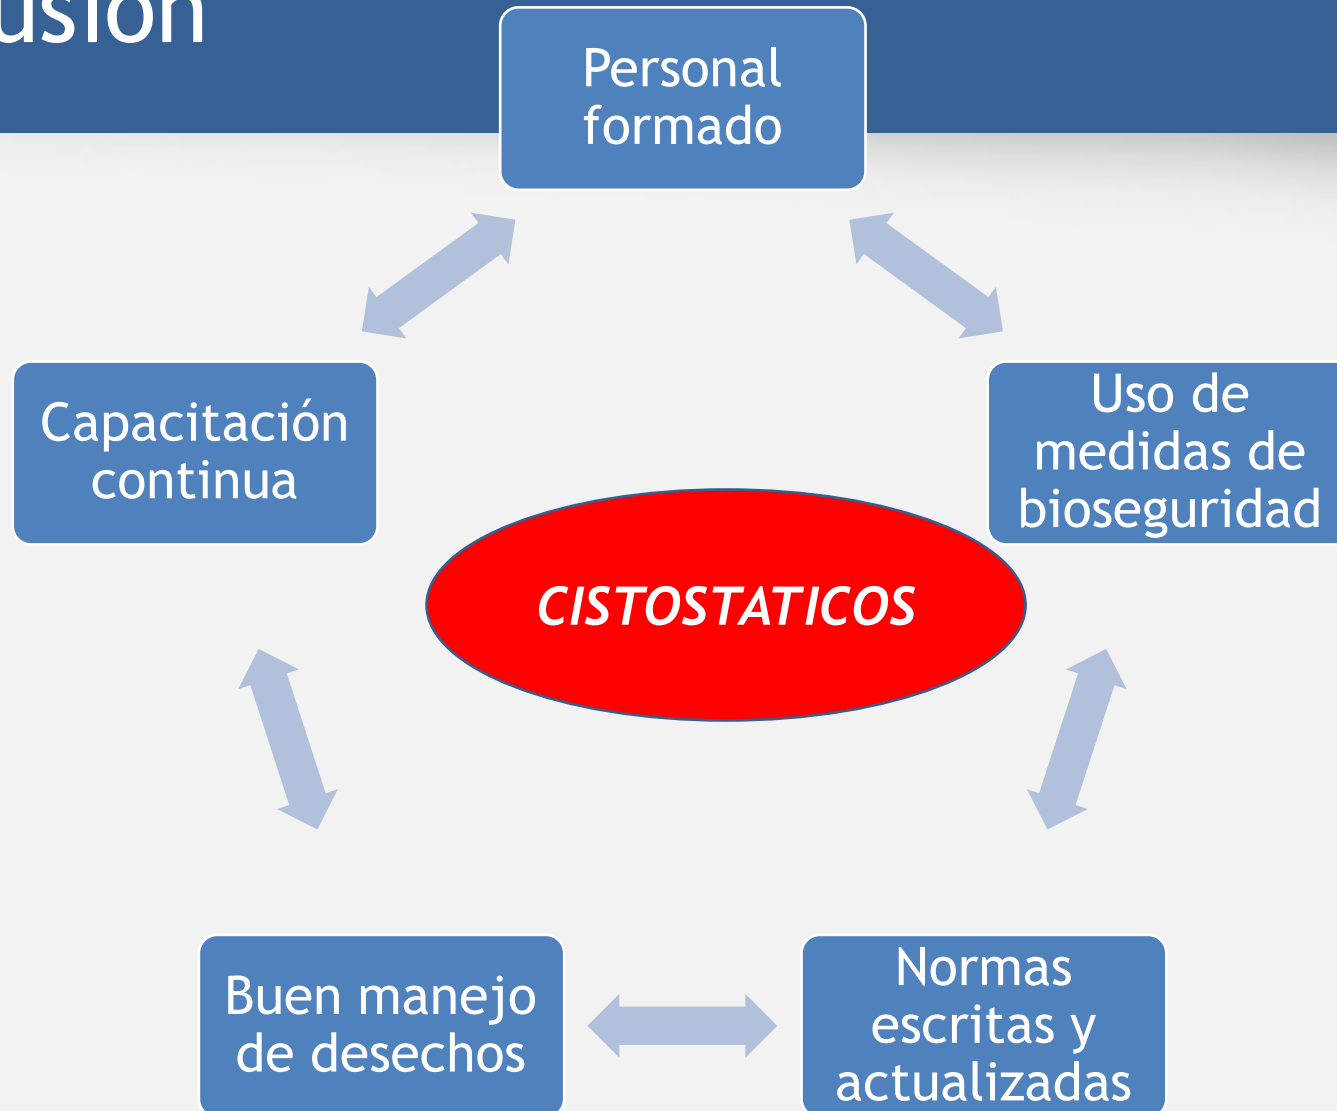 Personal
formado
Capacitación
continua
Uso de
medidas de
bioseguridad
CISTOSTATICOS
Buen manejo
de desechos
Normas
escritas y
actualizadas